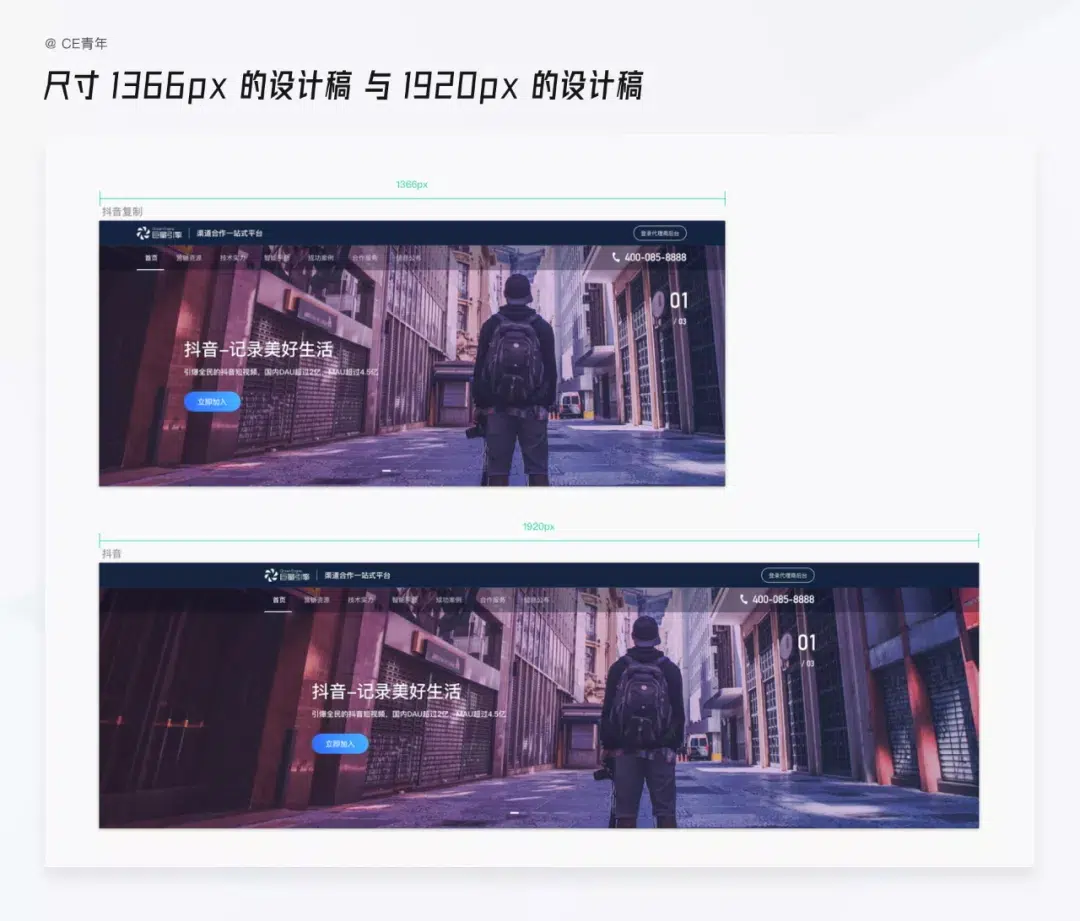 @ CE青年
尺寸 1366px 的设计稿 与 1920px 的设计稿
1366px
抖音复制
巨量引擎 渠道合作一站式平台 登录代理商后台
首页 营销资源 技术实力 智能手册 成功案例 合作服务 400-085-8888
01
/ 03
抖音–记录美好生活
引爆全民的抖音短视频，国内DAU超过2亿，MAU超过4.5亿
立即加入
1920px
抖音
巨量引擎 渠道合作一站式平台 登录代理商后台
首页 营销资源 技术实力 成功案例 合作服务 400-085-8888
01
/ 03
抖音–记录美好生活
引爆全民的抖音短视频，国内DAU超过2亿，MAU超过4.5亿
立即加入